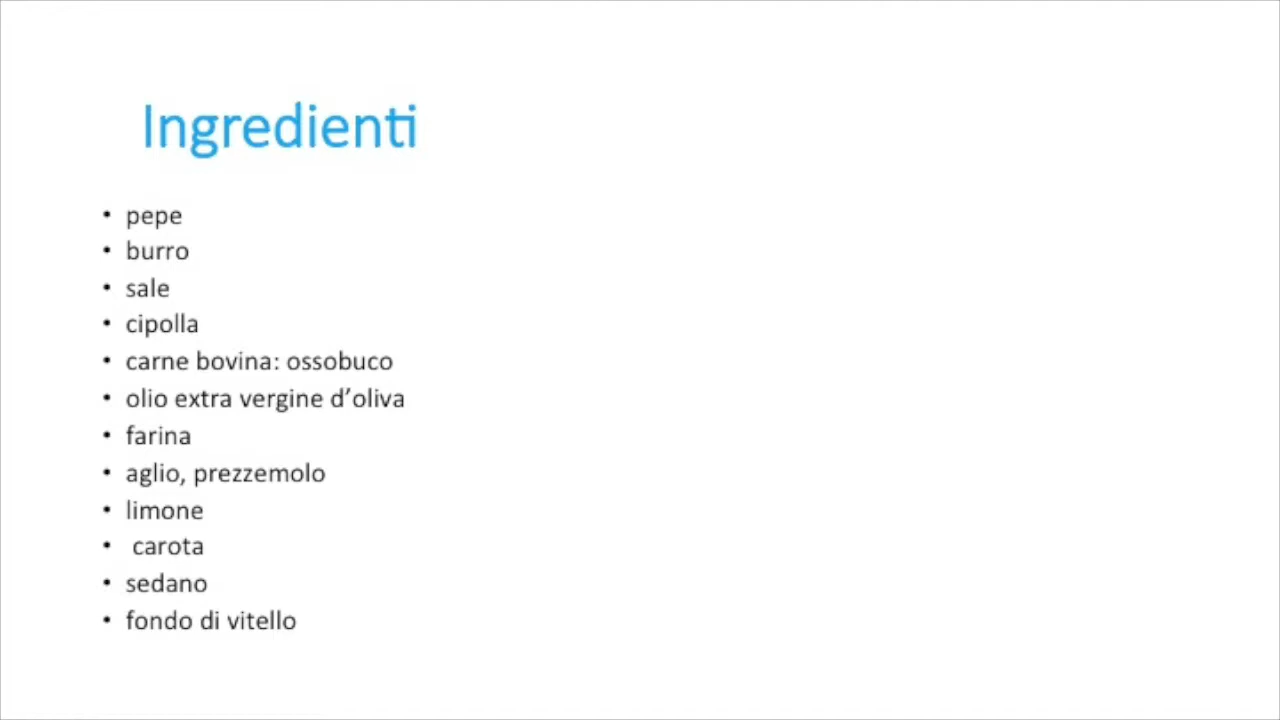 Ingredienti
• pepe
• burro
• sale
• cipolla
• carne bovina: ossobuco
• olio extra vergine d’oliva
• farina
• aglio, prezzemolo
• limone
• carota
• sedano
• fondo di vitello